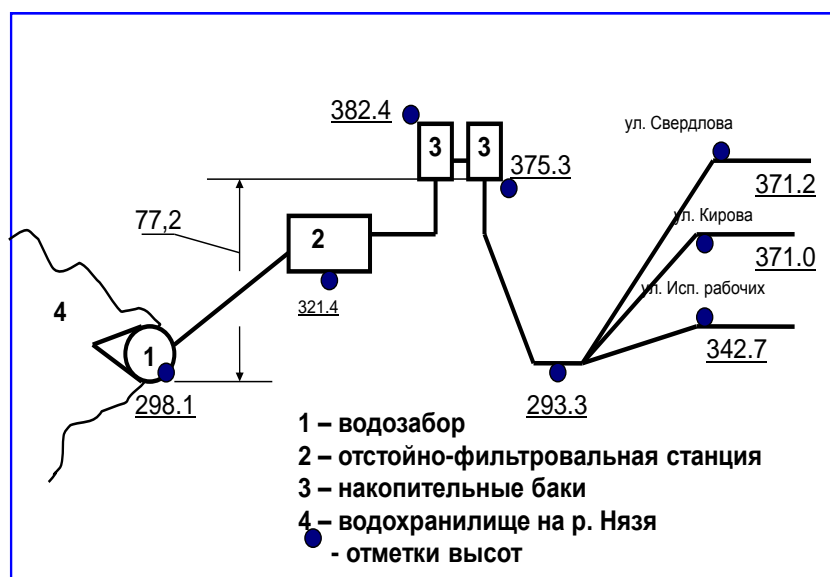 382.4
ул. Свердлова
3
3
375.3
371.2
77,2
2
ул. Кирова
371.0
321.4
ул. Исп. рабочих
4
1
342.7
298.1
293.3
1 – водозабор
2 – отстойно-фильтровальная станция
3 – накопительные баки
4 – водохранилище на р. Нязя
- отметки высот